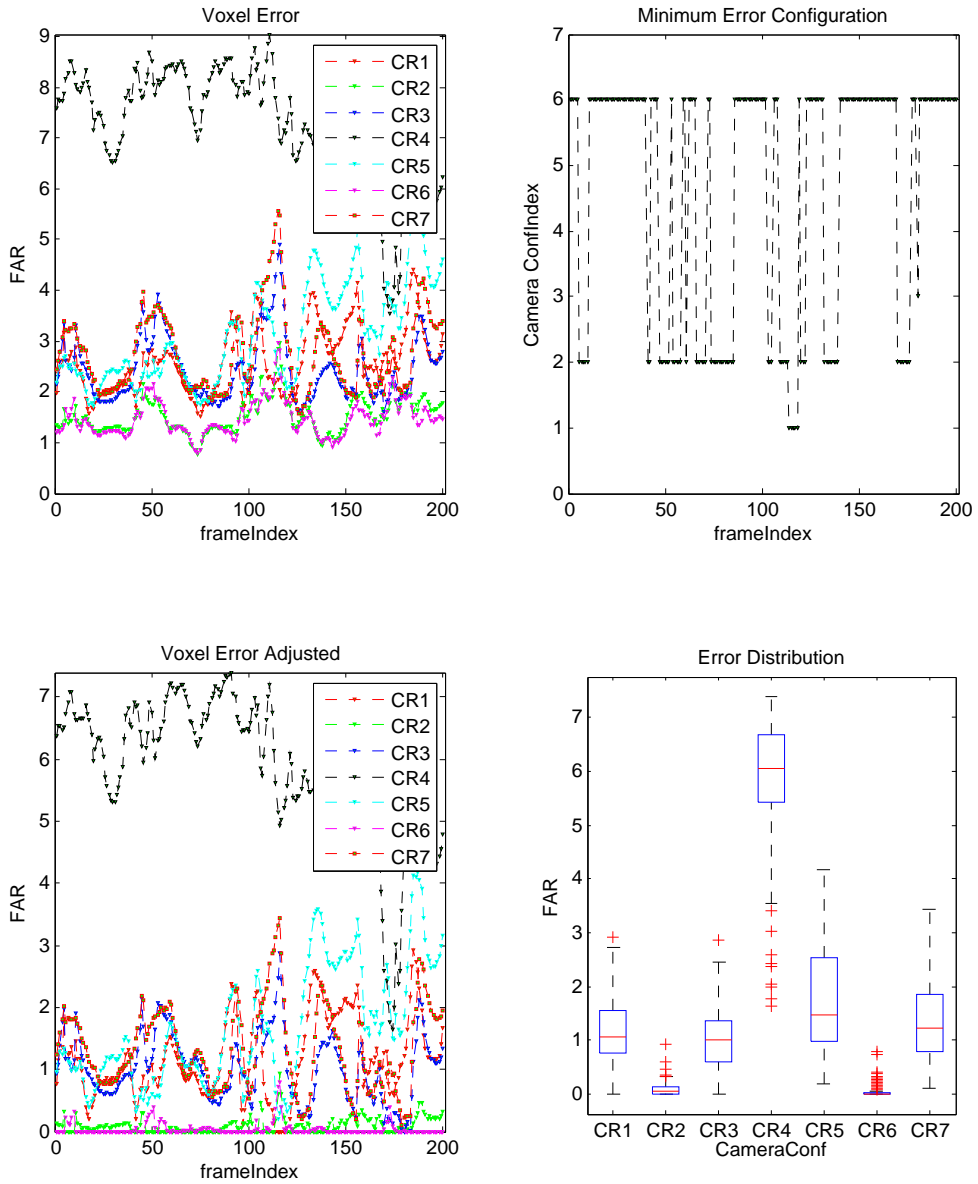 Voxel Error
9
8
7
6
5
4
3
2
1
0
FAR
CR1
CR2
CR3
CR4
CR5
CR6
CR7
0 50 100 150 200
frameIndex
Minimum Error Configuration
7
6
5
4
3
2
1
0
Camera ConfIndex
0 50 100 150 200
frameIndex
Voxel Error Adjusted
7
6
5
4
3
2
1
0
FAR
CR1
CR2
CR3
CR4
CR5
CR6
CR7
0 50 100 150 200
frameIndex
Error Distribution
7
6
5
4
3
2
1
0
FAR
CR1 CR2 CR3 CR4 CR5 CR6 CR7
CameraConf